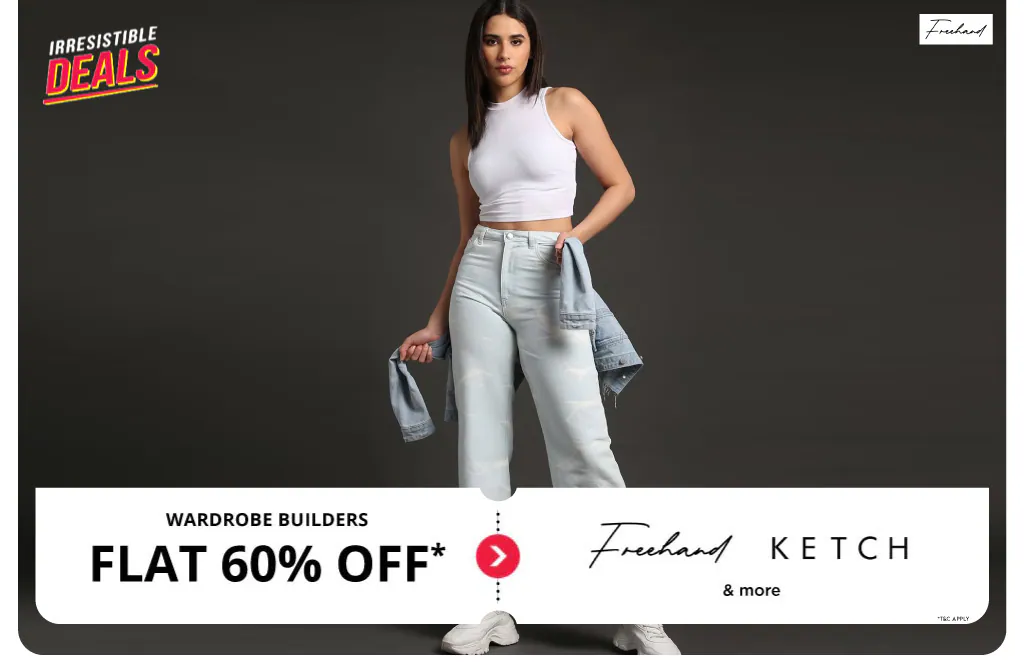 IRRESISTIBLE
DEALS
Freehand
WARDROBE BUILDERS
FLAT 60% OFF*
Freehand KETCH
& more
*T&C APPLY